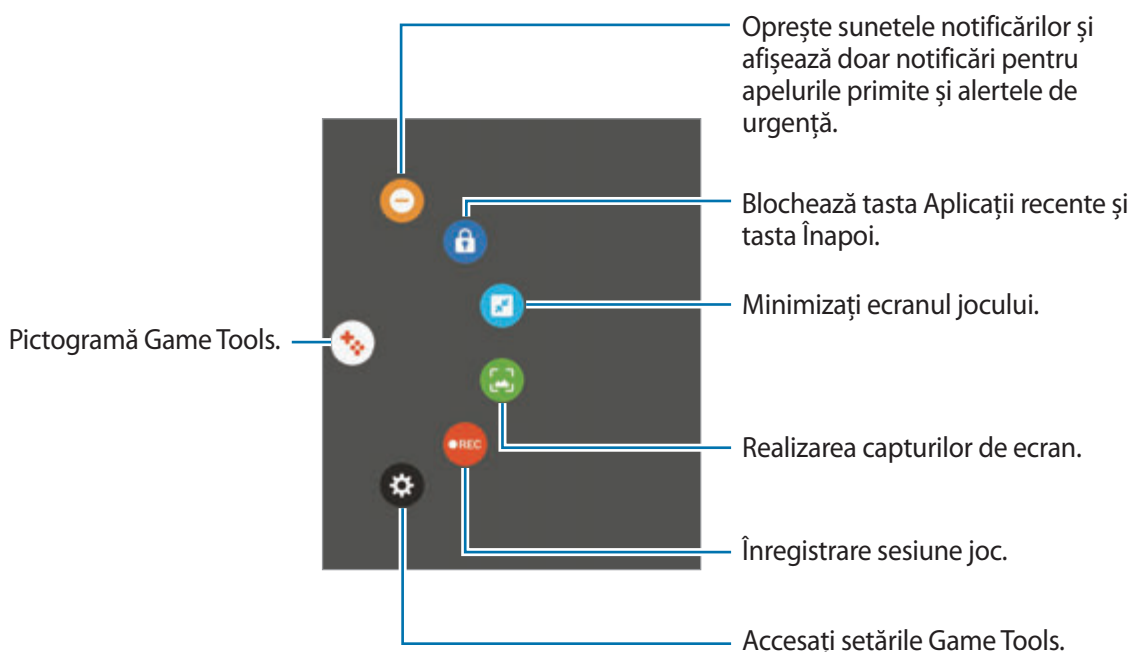 Oprește sunetele notificărilor și
afișează doar notificări pentru
apelurile primite și alertele de
urgență.
Blochează tasta Aplicații recente și
tasta Înapoi.
Minimizați ecranul jocului.
Pictogramă Game Tools.
Realizarea capturilor de ecran.
REC
Înregistrare sesiune joc.
Accesați setările Game Tools.